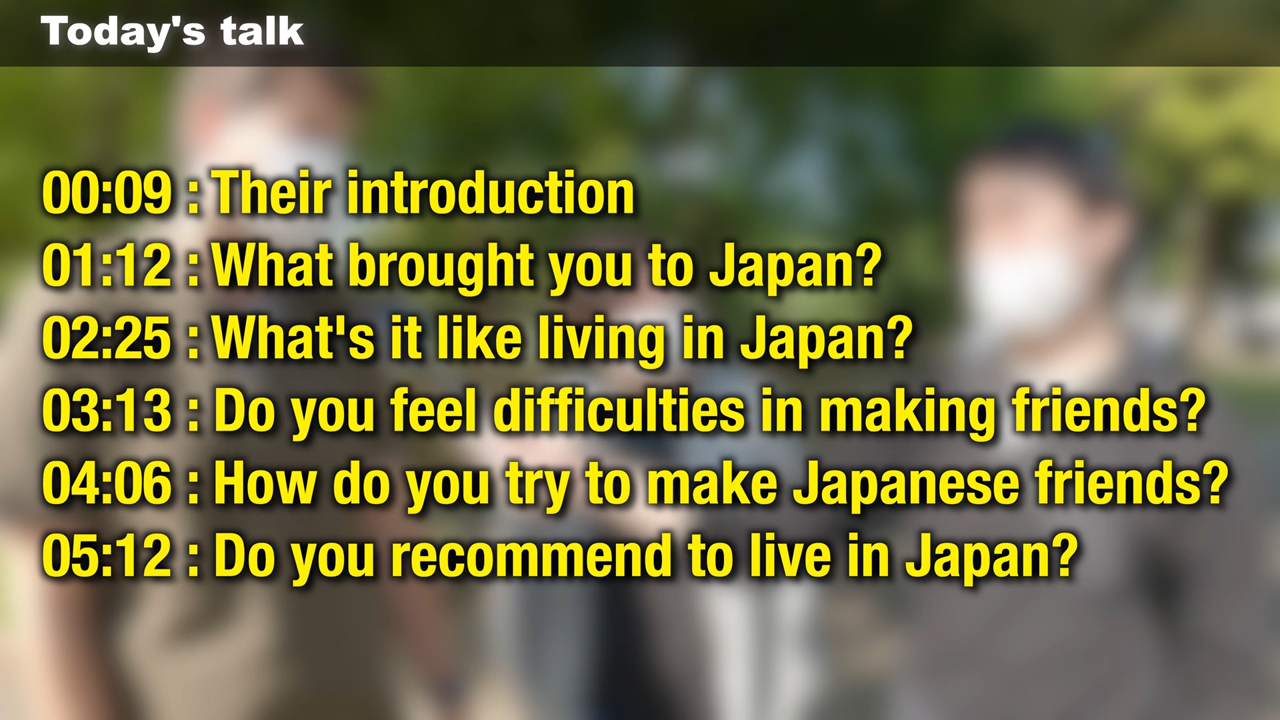 Today's talk
00:09 : Their introduction
01:12 : What brought you to Japan?
02:25 : What's it like living in Japan?
03:13 : Do you feel difficulties in making friends?
04:06 : How do you try to make Japanese friends?
05:12 : Do you recommend to live in Japan?